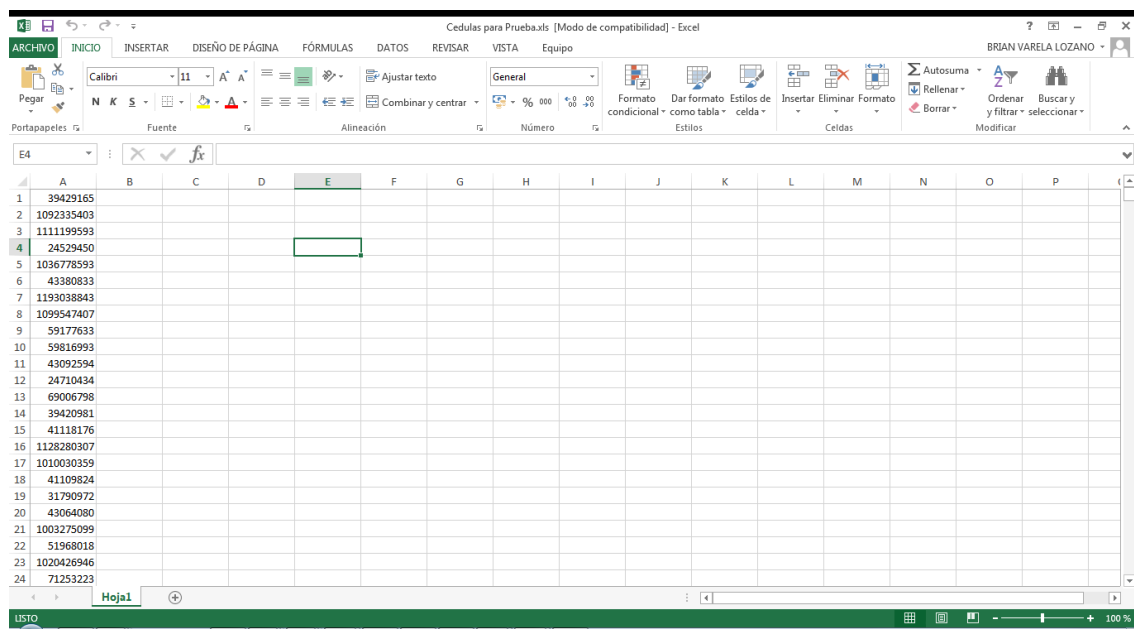 Cedulas para Prueba.xls [Modo de compatibilidad] - Excel
ARCHIVO INICIO INSERTAR DISEÑO DE PÁGINA FÓRMULAS DATOS REVISAR VISTA Equipo BRIAN VARELA LOZANO
Pegar
Calibri 11
N K S
Ajustar texto
Combinar y centrar
General
% 000
Formato condicional
Dar formato como tabla
Estilos de celda
Insertar Eliminar Formato
Autosuma
Rellenar
Borrar
Ordenar y filtrar
Buscar y seleccionar
Portapapeles Fuente Alineación Número Estilos Celdas Modificar
E4 fx
A B C D E F G H I J K L M N O P
1 39429165
2 1092335403
3 1111199593
4 24529450
5 1036778593
6 43380833
7 1193038843
8 1099547407
9 59177633
10 59816993
11 43092594
12 24710434
13 69006798
14 39420981
15 41118176
16 1128280307
17 1010030359
18 41109824
19 31790972
20 43064080
21 1003275099
22 51968018
23 1020426946
24 71253223
Hoja1
LISTO 100 %